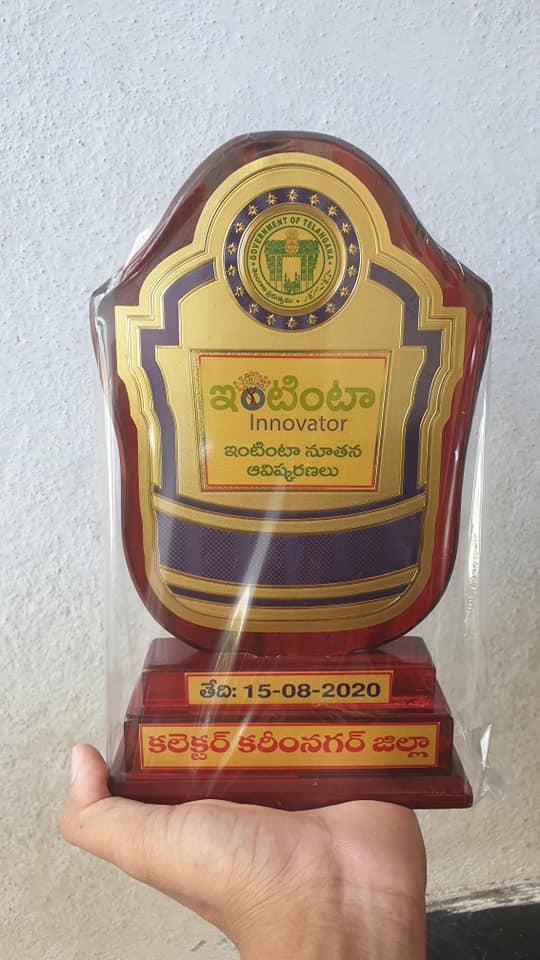 GOVERNMENT OF TELANGANA
ఇంటింటా
Innovator
ఇంటింటా నూతన
ఆవిష్కరణలు
తేది: 15-08-2020
కలెక్టర్ కరీంనగర్ జిల్లా